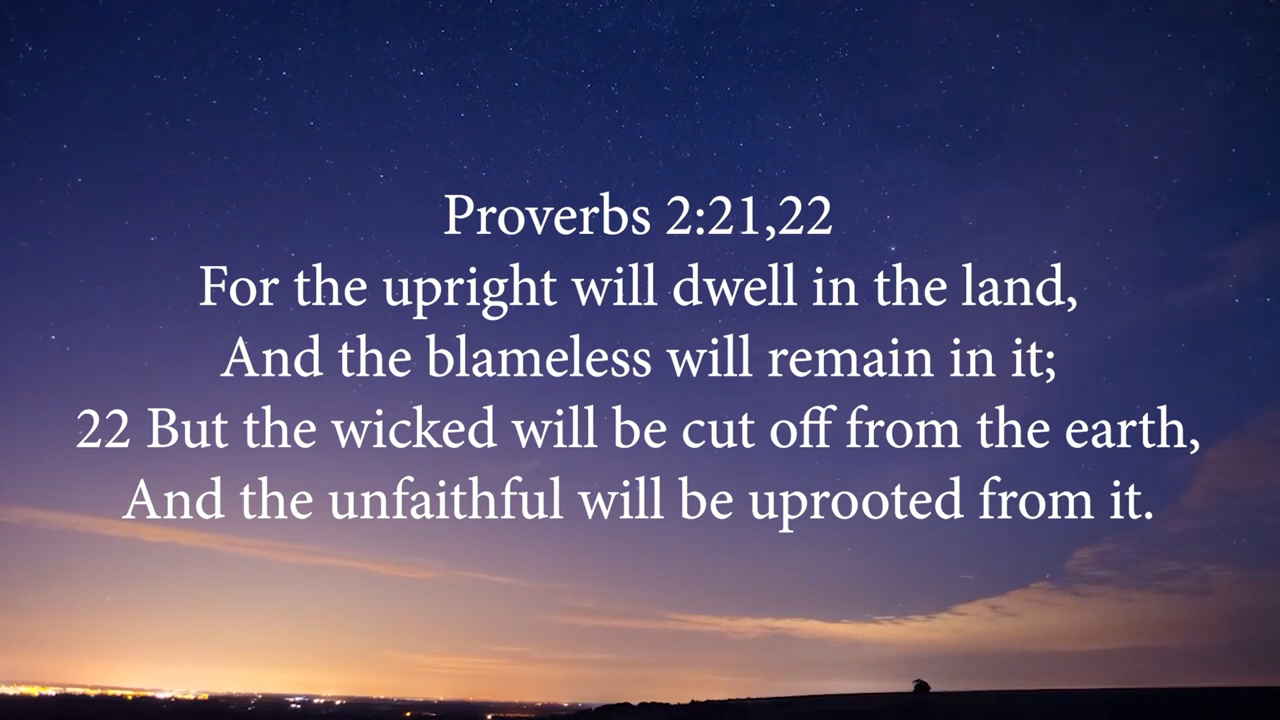 Proverbs 2:21,22
For the upright will dwell in the land,
And the blameless will remain in it;
22 But the wicked will be cut off from the earth,
And the unfaithful will be uprooted from it.